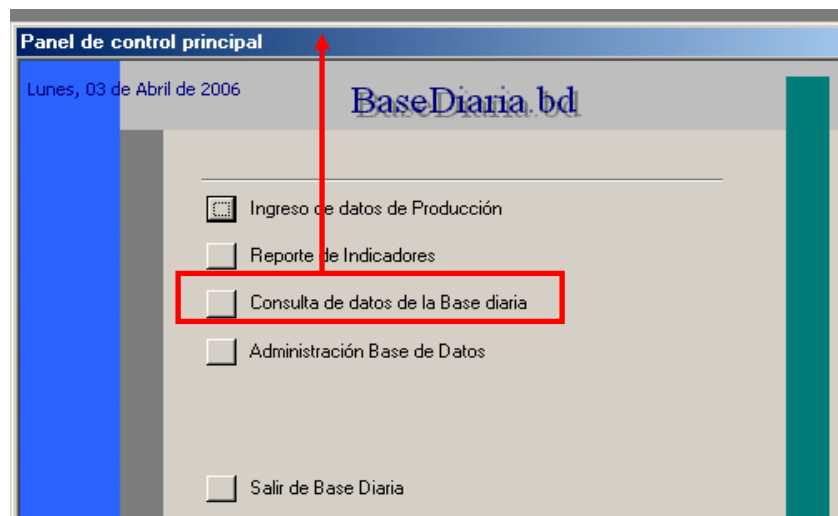 Panel de control principal
Lunes, 03 de Abril de 2006
BaseDiaria.bd
Ingreso de datos de Producción
Reporte de Indicadores
Consulta de datos de la Base diaria
Administración Base de Datos
Salir de Base Diaria